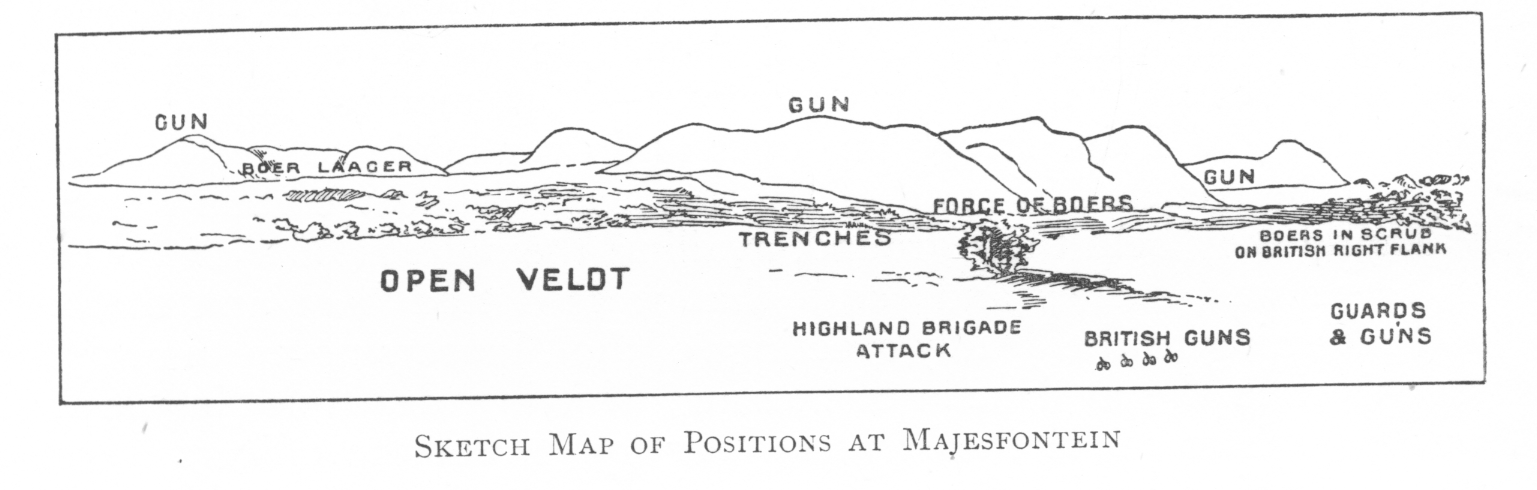 GUN
GUN
BOER LAAGER
GUN
FORCE OF BOERS
TRENCHES
BOERS IN SCRUB
ON BRITISH RIGHT FLANK
OPEN VELDT
HIGHLAND BRIGADE
ATTACK
BRITISH GUNS
GUARDS
& GUNS
SKETCH MAP OF POSITIONS AT MAJESFONTEIN